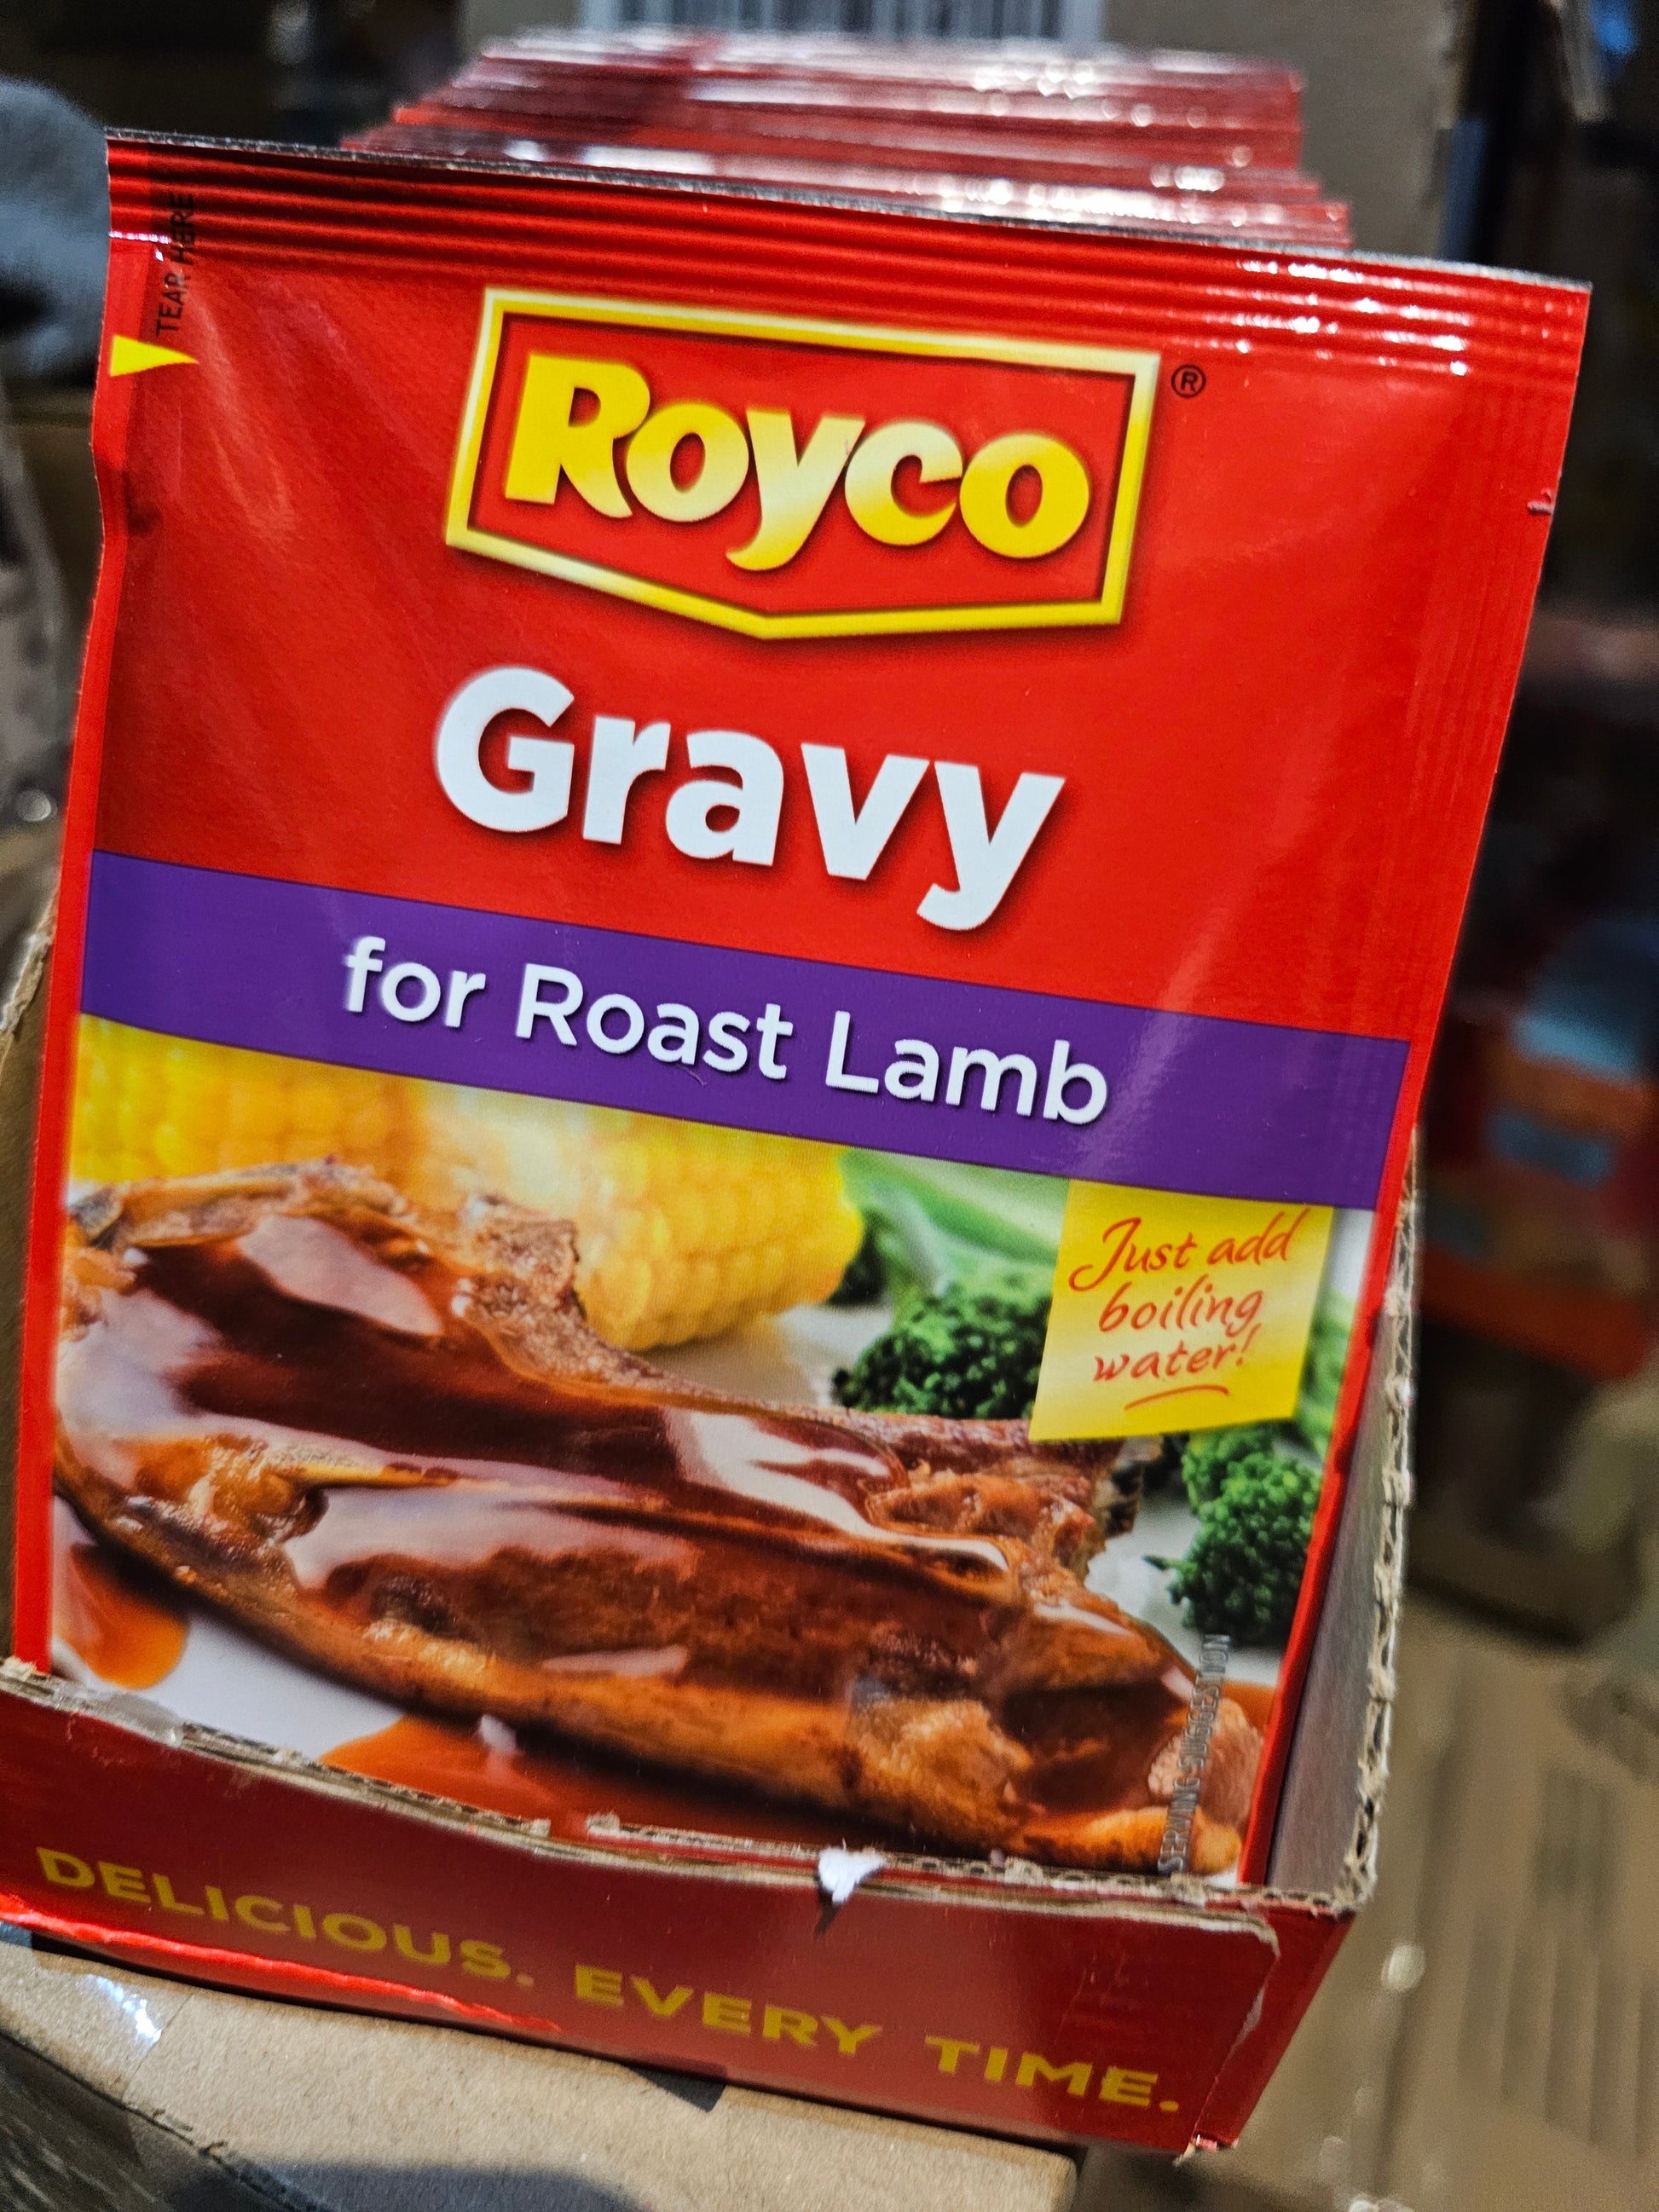 TEAR HERE
ROYCO®
Gravy
for Roast Lamb
Just add
boiling
water!
SERVING SUGGESTION
DELICIOUS. EVERY TIME.